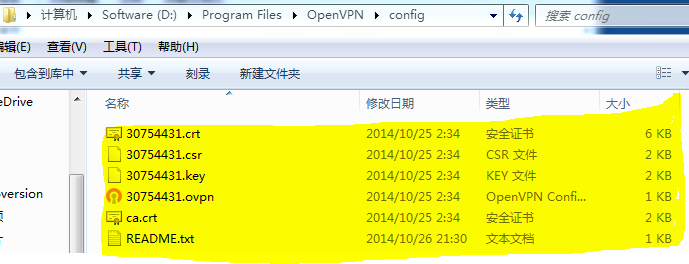 计算机 Software (D:) Program Files OpenVPN config 搜索 config
编辑(E) 查看(V) 工具(T) 帮助(H)
包含到库中 共享 刻录 新建文件夹
名称 修改日期 类型 大小
eDrive
30754431.crt 2014/10/25 2:34 安全证书 6 KB
30754431.csr 2014/10/25 2:34 CSR 文件 2 KB
30754431.key 2014/10/25 2:34 KEY 文件 2 KB
30754431.ovpn 2014/10/25 2:34 OpenVPN Confi... 1 KB
oversion
ca.crt 2014/10/25 2:34 安全证书 2 KB
README.txt 2014/10/26 21:30 文本文档 1 KB